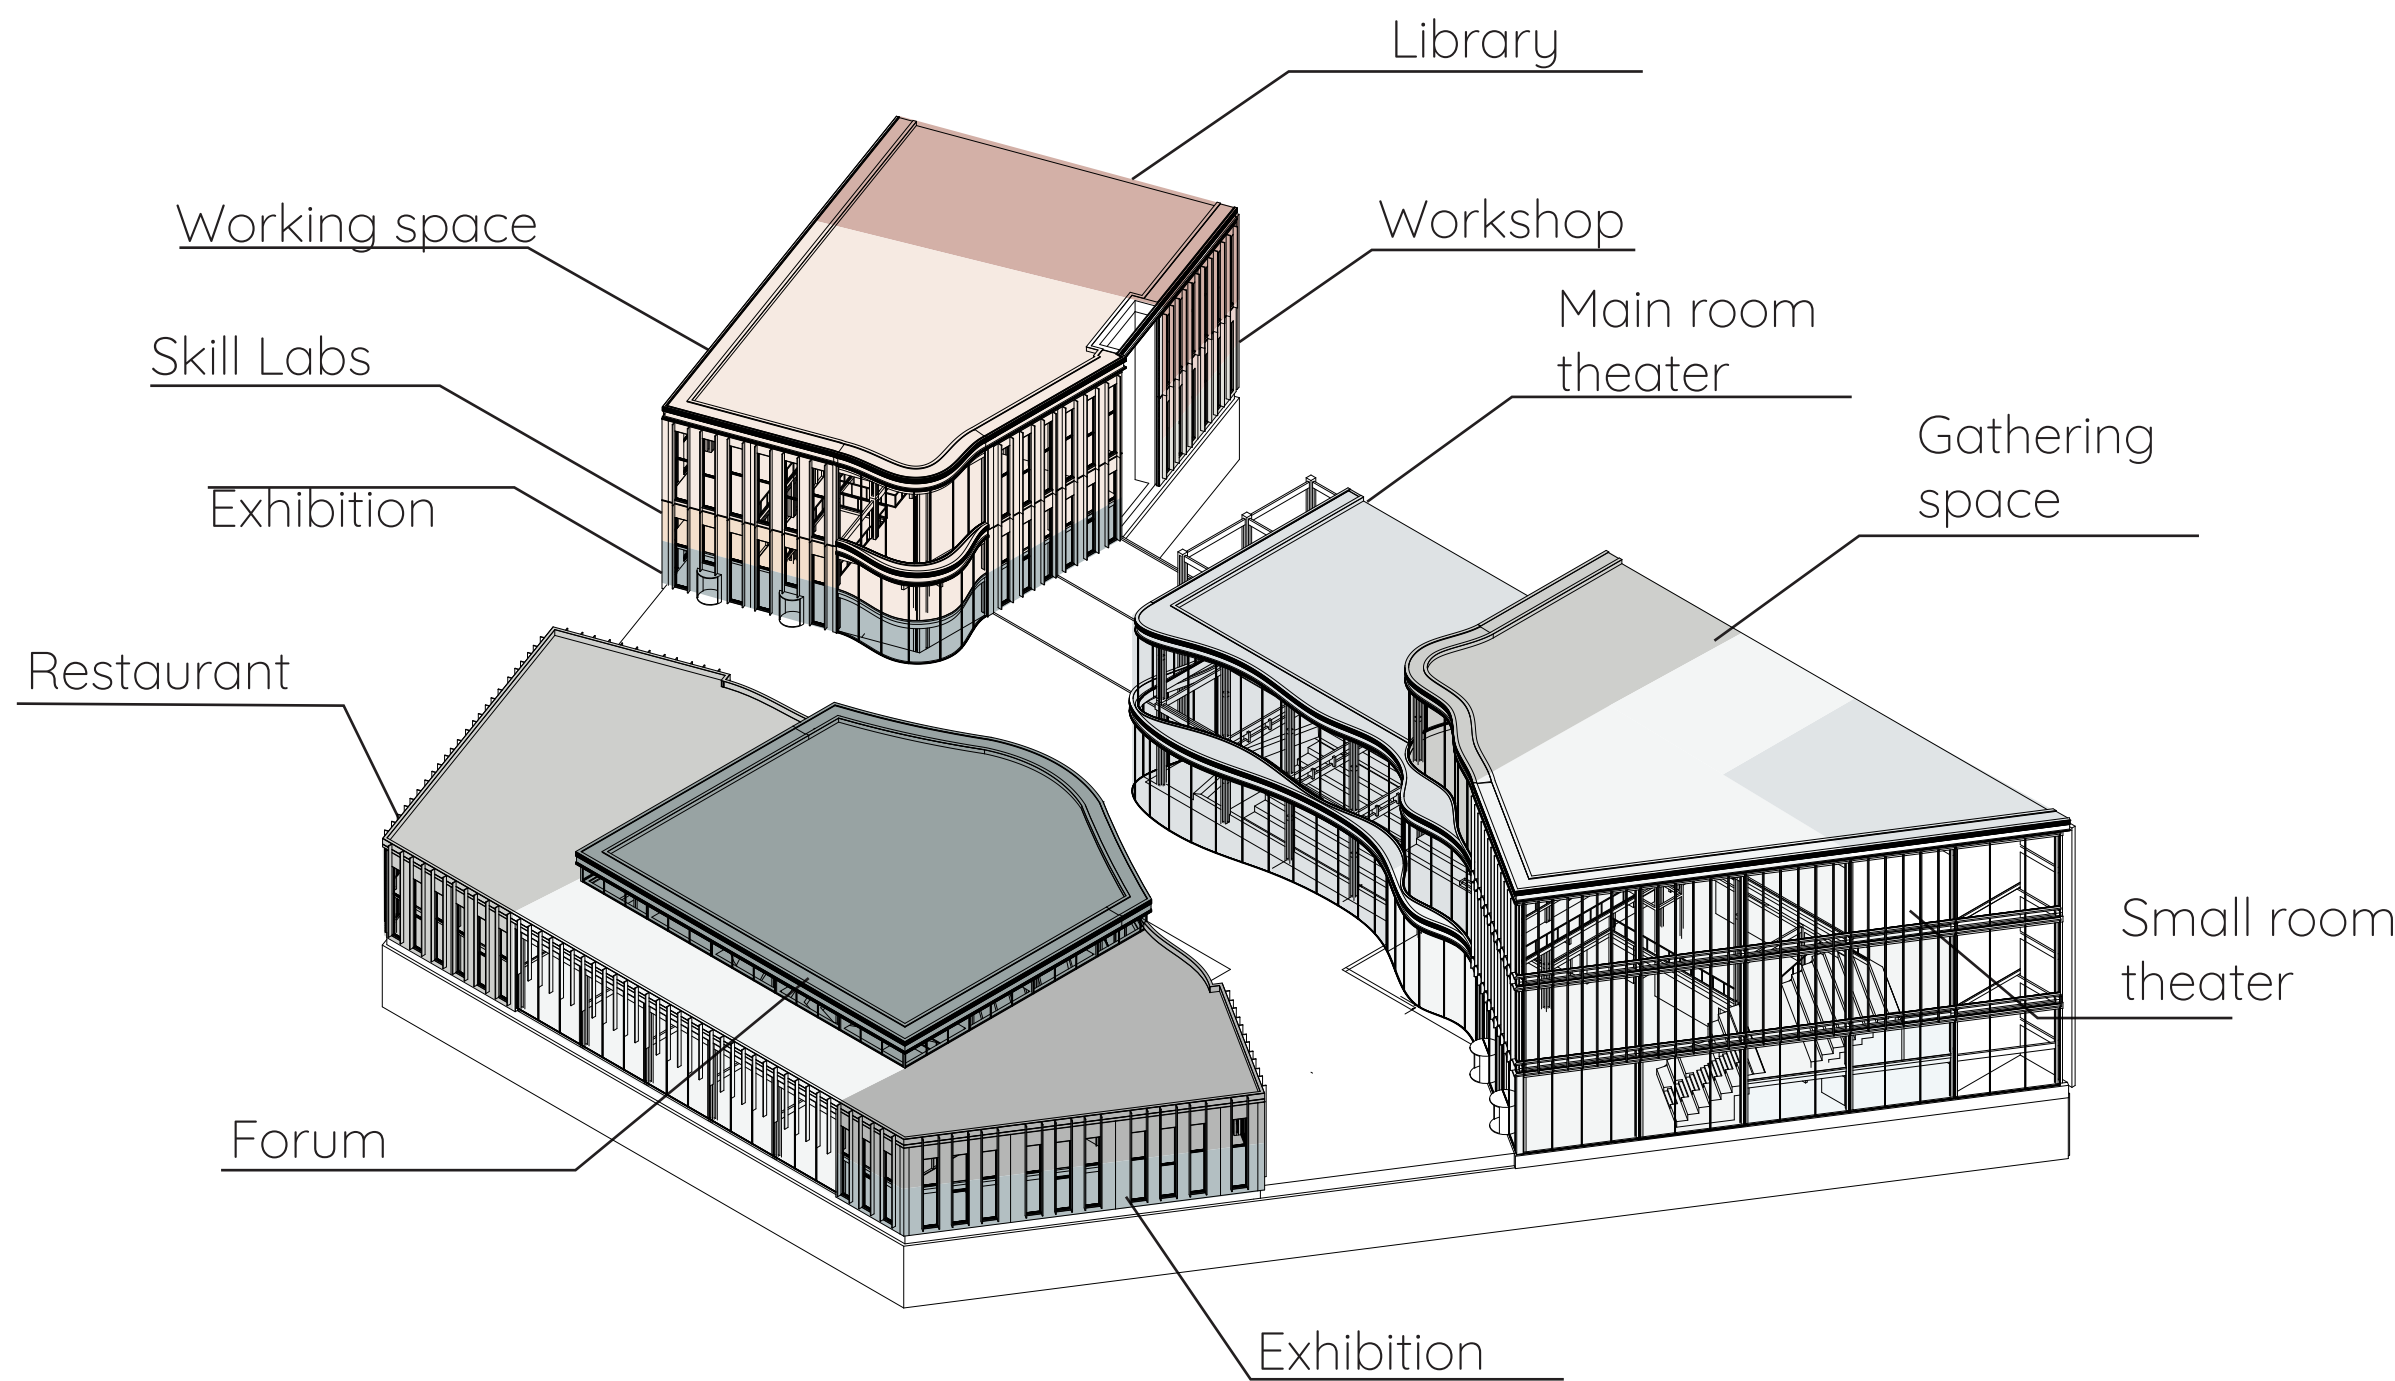 Library
Working space
Workshop
Main room
theater
Skill Labs
Gathering
space
Exhibition
Restaurant
Small room
theater
Forum
Exhibition